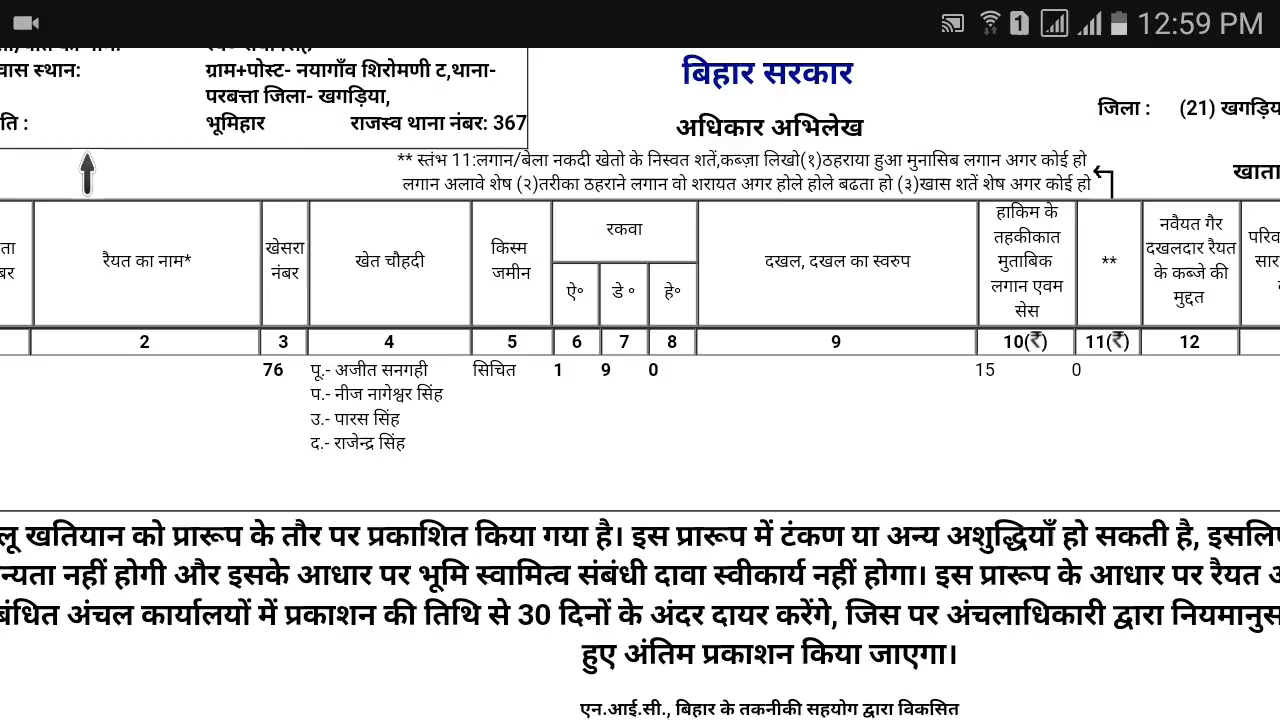 12:59 PM
वास स्थान:
ग्राम+पोस्ट- नयागाँव शिरोमणी ट,थाना-
परबत्ता जिला- खगड़िया,
ति :
भूमिहार
राजस्व थाना नंबर: 367
बिहार सरकार
अधिकार अभिलेख
जिला :
(21) खगड़िय
** स्तंभ 11:लगान/बेला नकदी खेतो के निस्वत शतें,कब्ज़ा लिखो(१)ठहराया हुआ मुनासिब लगान अगर कोई हो
लगान अलावे शेष (२)तरीका ठहराने लगान वो शरायत अगर होले होले बढता हो (३)खास शतें शेष अगर कोई हो
खाता
ता
बर
रैयत का नाम*
खेसरा
नंबर
खेत चौहदी
किस्म
जमीन
रकवा
ऐ॰
डे ॰
हे॰
दखल, दखल का स्वरुप
हाकिम के
तहकीकात
मुताबिक
लगान एवम
सेस
**
नवैयत गैर
दखलदार रैयत
के कब्जे की
मुद्दत
परिव
सार
2
3
4
5
6
7
8
9
10(₹)
11(₹)
12
76
पू.- अजीत सनगही
प.- नीज नागेश्वर सिंह
उ.- पारस सिंह
द.- राजेन्द्र सिंह
सिचित
1
9
0
15
0
लू खतियान को प्रारूप के तौर पर प्रकाशित किया गया है। इस प्रारूप में टंकण या अन्य अशुद्धियाँ हो सकती है, इसलिए
न्यता नहीं होगी और इसके आधार पर भूमि स्वामित्व संबंधी दावा स्वीकार्य नहीं होगा। इस प्रारूप के आधार पर रैयत अ
बंधित अंचल कार्यालयों में प्रकाशन की तिथि से 30 दिनों के अंदर दायर करेंगे, जिस पर अंचलाधिकारी द्वारा नियमानुस
हुए अंतिम प्रकाशन किया जाएगा।
एन.आई.सी., बिहार के तकनीकी सहयोग द्वारा विकसित